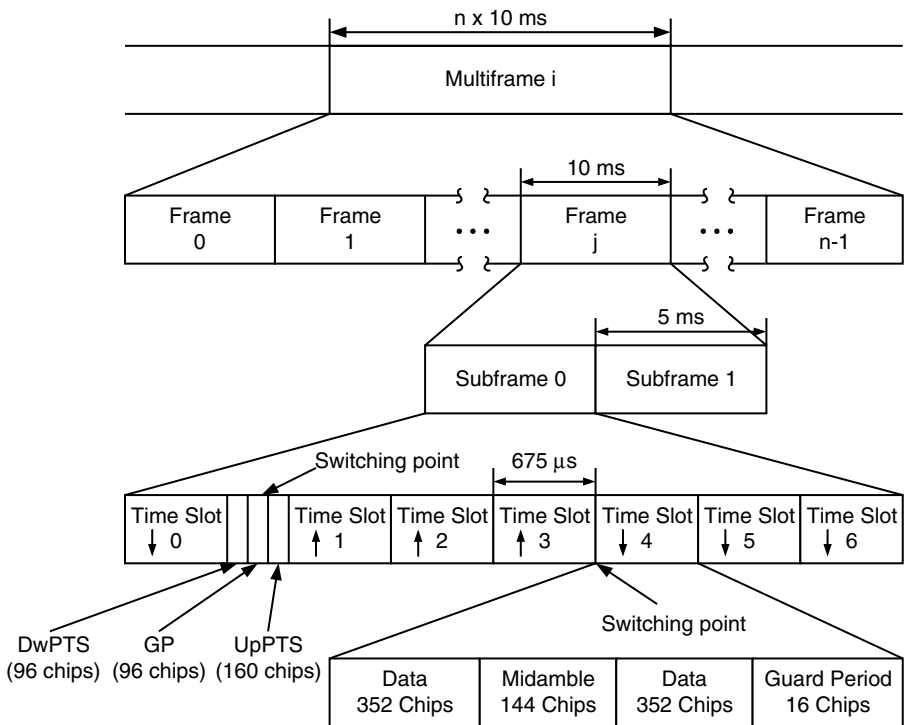 n x 10 ms
Multiframe i
10 ms
Frame
0
Frame
1
• • •
Frame
j
• • •
Frame
n-1
5 ms
Subframe 0
Subframe 1
Switching point
675 μs
Time Slot
0
Time Slot
1
Time Slot
2
Time Slot
3
Time Slot
4
Time Slot
5
Time Slot
6
DwPTS
(96 chips)
GP
(96 chips)
UpPTS
(160 chips)
Switching point
Data
352 Chips
Midamble
144 Chips
Data
352 Chips
Guard Period
16 Chips